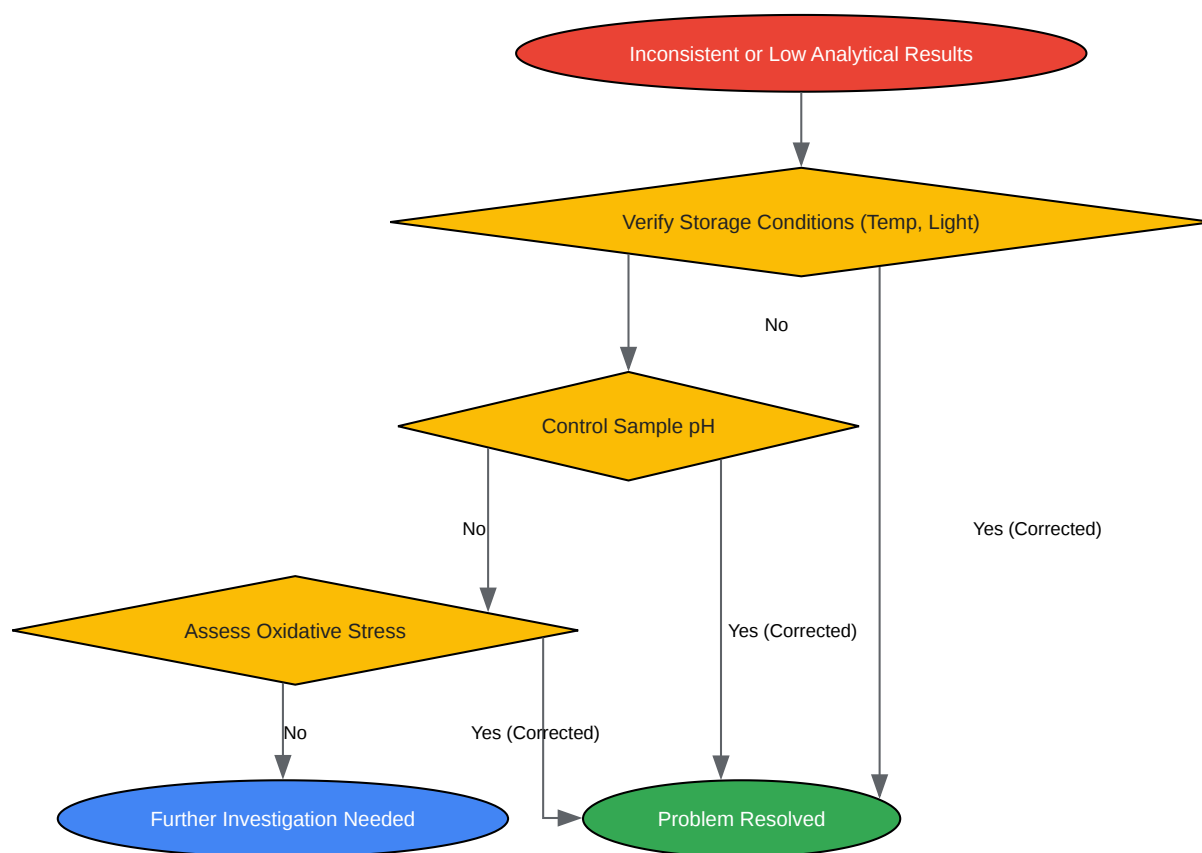 Inconsistent or Low Analytical Results
Verify Storage Conditions (Temp, Light)
No
Control Sample pH
No
Yes (Corrected)
Assess Oxidative Stress
Yes (Corrected)
No
Yes (Corrected)
Further Investigation Needed
Problem Resolved